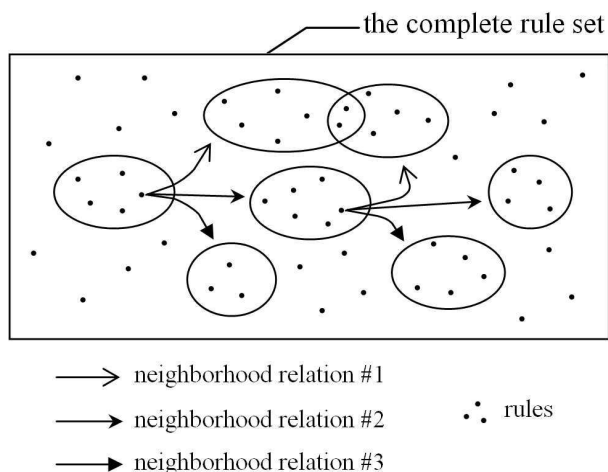 the complete rule set
neighborhood relation #1
neighborhood relation #2
rules
neighborhood relation #3